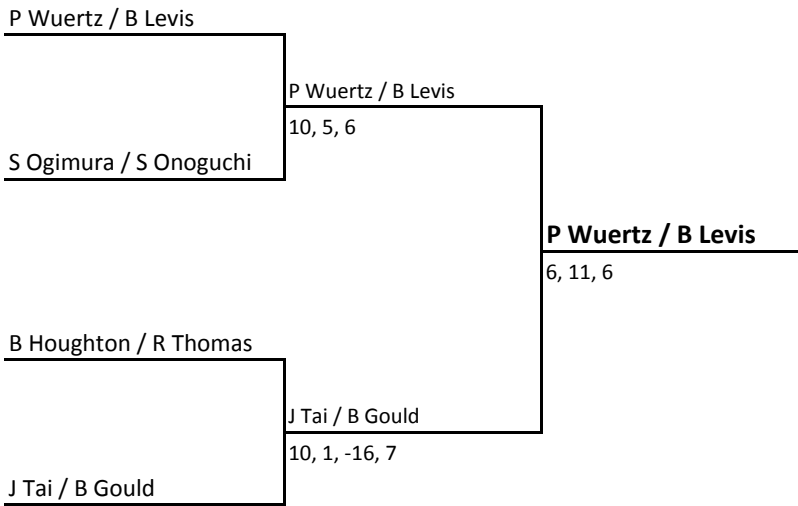 P Wuertz / B Levis
P Wuertz / B Levis
10, 5, 6
S Ogimura / S Onoguchi
P Wuertz / B Levis
6, 11, 6
B Houghton / R Thomas
J Tai / B Gould
10, 1, -16, 7
J Tai / B Gould